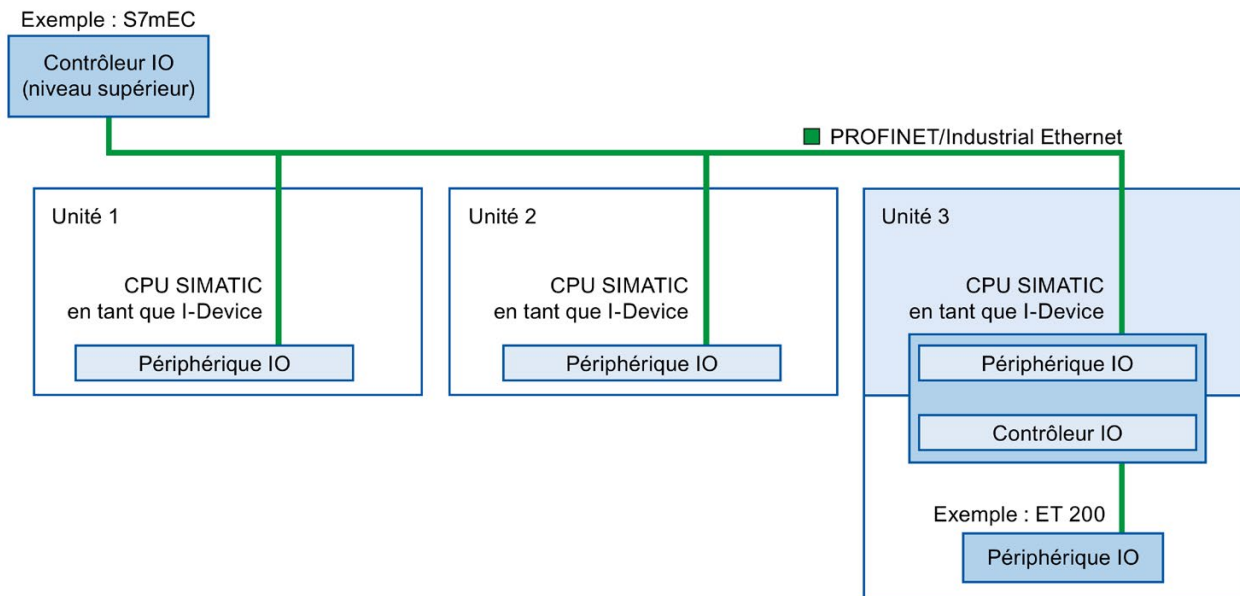 Exemple : S7mEC
Contrôleur IO
(niveau supérieur)
PROFINET/Industrial Ethernet
Unité 1
CPU SIMATIC
en tant que I-Device
Périphérique IO
Unité 2
CPU SIMATIC
en tant que I-Device
Périphérique IO
Unité 3
CPU SIMATIC
en tant que I-Device
Périphérique IO
Contrôleur IO
Exemple : ET 200
Périphérique IO